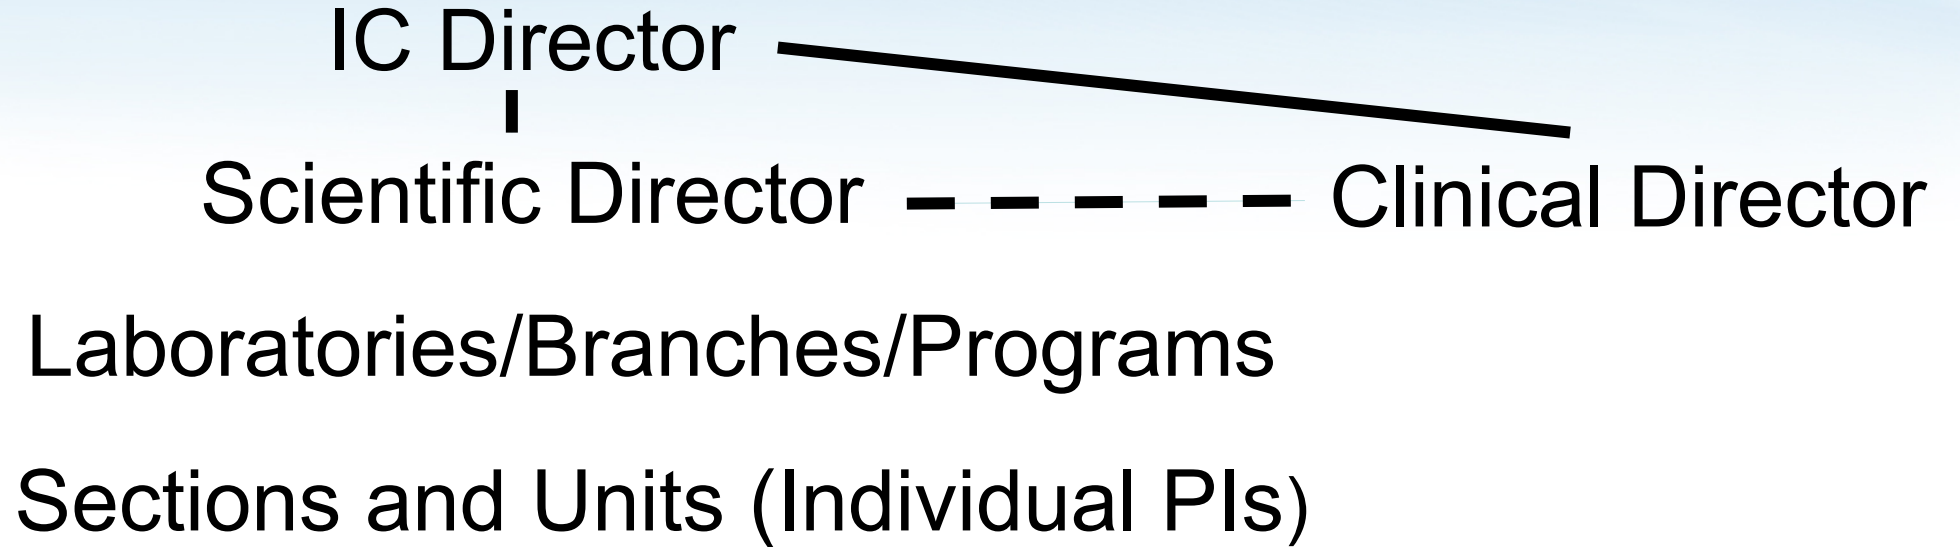 IC Director
Scientific Director
Clinical Director
Laboratories/Branches/Programs
Sections and Units (Individual PIs)